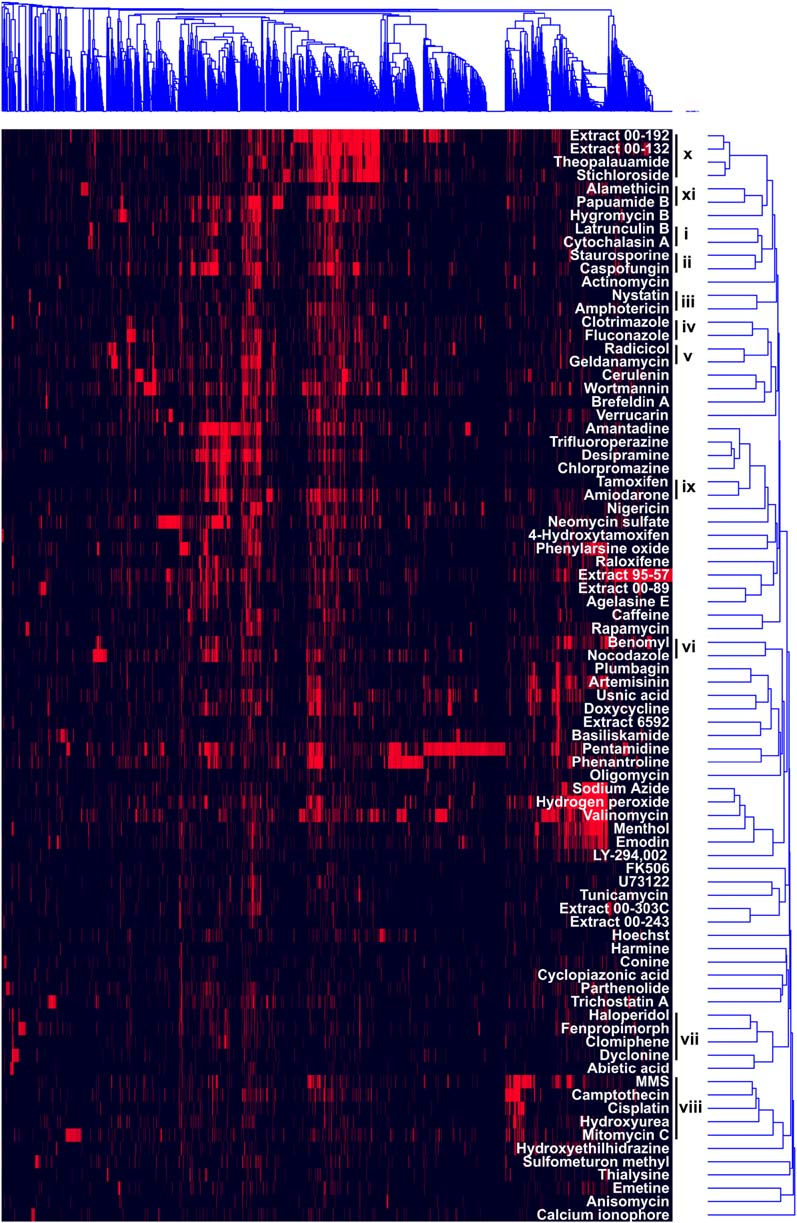 Extract 00-192
Extract 00-132
x
Theopalauamide
Stichloroside
Alamethicin
xi
Papuamide B
Hygromycin B
Latrunculin B
i
Cytochalasin A
Staurosporine
ii
Caspofungin
Actinomycin
Nystatin
iii
Amphotericin
Clotrimazole
iv
Fluconazole
Radicicol
v
Geldanamycin
Cerulenin
Wortmannin
Brefeldin A
Verrucarin
Amantadine
Trifluoroperazine
Desipramine
Chlorpromazine
Tamoxifen
ix
Amiodarone
Nigericin
Neomycin sulfate
4-Hydroxytamoxifen
Phenylarsine oxide
Raloxifene
Extract 95-57
Extract 00-89
Agelasine E
Caffeine
Rapamycin
Benomyl
vi
Nocodazole
Plumbagin
Artemisinin
Usnic acid
Doxycycline
Extract 6592
Basiliskamide
Pentamidine
Phenantroline
Oligomycin
Sodium Azide
Hydrogen peroxide
Valinomycin
Menthol
Emodin
LY-294,002
FK506
U73122
Tunicamycin
Extract 00-303C
Extract 00-243
Hoechst
Harmine
Conine
Cyclopiazonic acid
Parthenolide
Trichostatin A
Haloperidol
Fenpropimorph
vii
Clomiphene
Dyclonine
Abietic acid
MMS
Camptothecin
Cisplatin
viii
Hydroxyurea
Mitomycin C
Hydroxyethilhidrazine
Sulfometuron methyl
Thialysine
Emetine
Anisomycin
Calcium ionophore